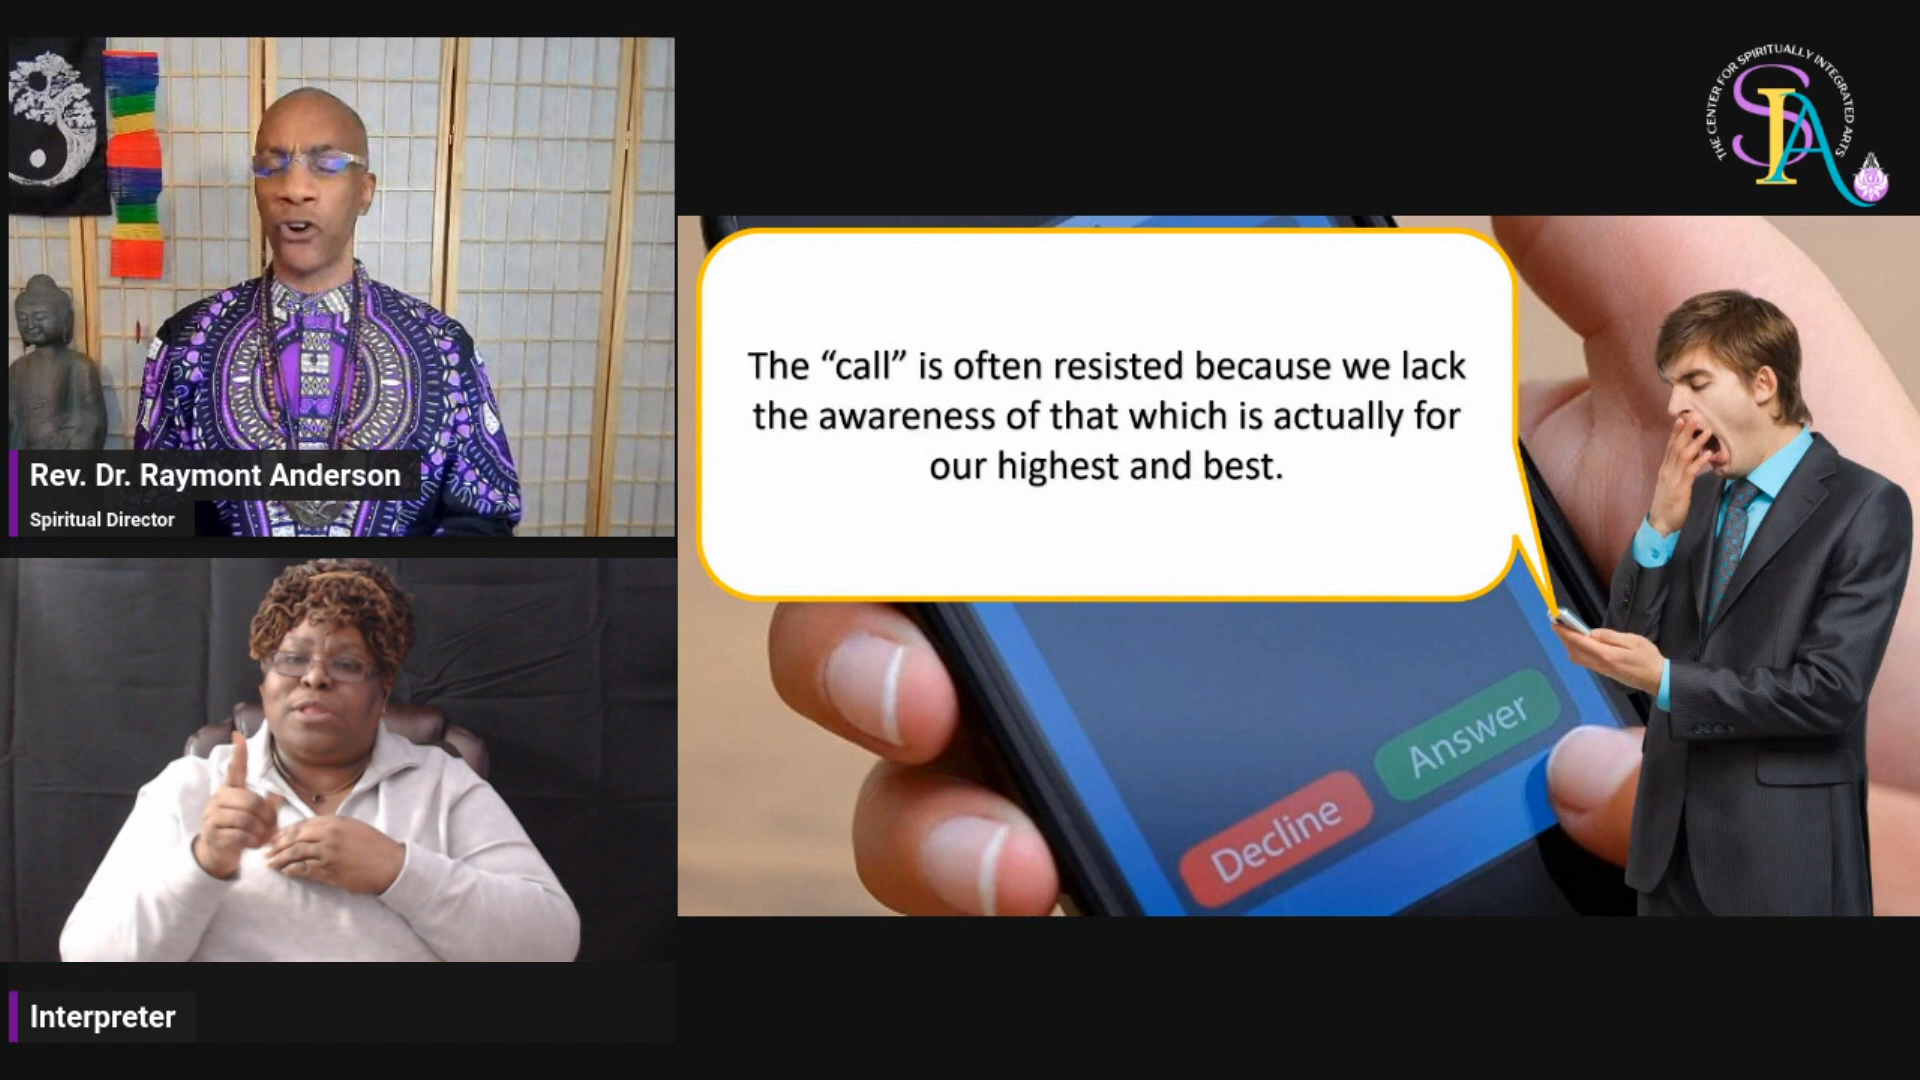 Rev. Dr. Raymont Anderson
Spiritual Director
Interpreter
THE CENTER FOR SPIRITUALLY INTEGRATED ARTS
SIA
The “call” is often resisted because we lack
the awareness of that which is actually for
our highest and best.
Answer
Decline